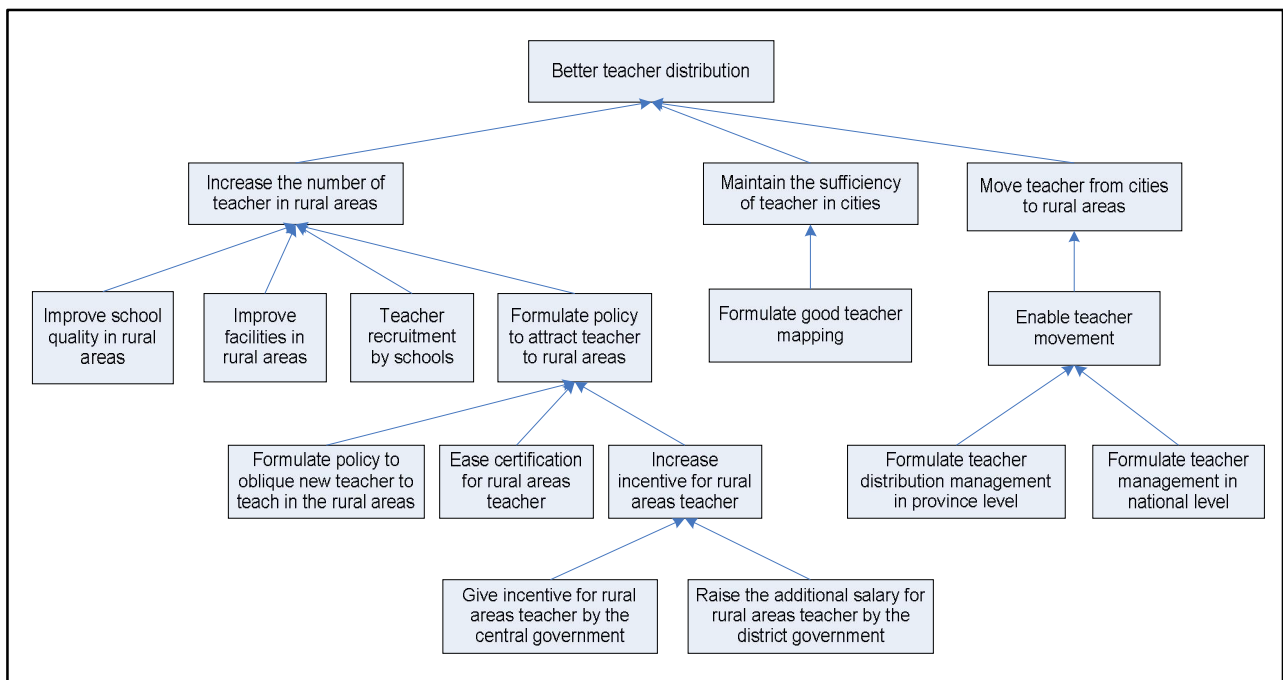 Better teacher distribution
Increase the number of
teacher in rural areas
Maintain the sufficiency
of teacher in cities
Move teacher from cities
to rural areas
Improve school
quality in rural
areas
Improve
facilities in
rural areas
Teacher
recruitment
by schools
Formulate policy
to attract teacher
to rural areas
Formulate good teacher
mapping
Enable teacher
movement
Formulate policy to
oblique new teacher to
teach in the rural areas
Ease certification
for rural areas
teacher
Increase
incentive for rural
areas teacher
Formulate teacher
distribution management
in province level
Formulate teacher
management in
national level
Give incentive for rural
areas teacher by the
central government
Raise the additional salary for
rural areas teacher by the
district government